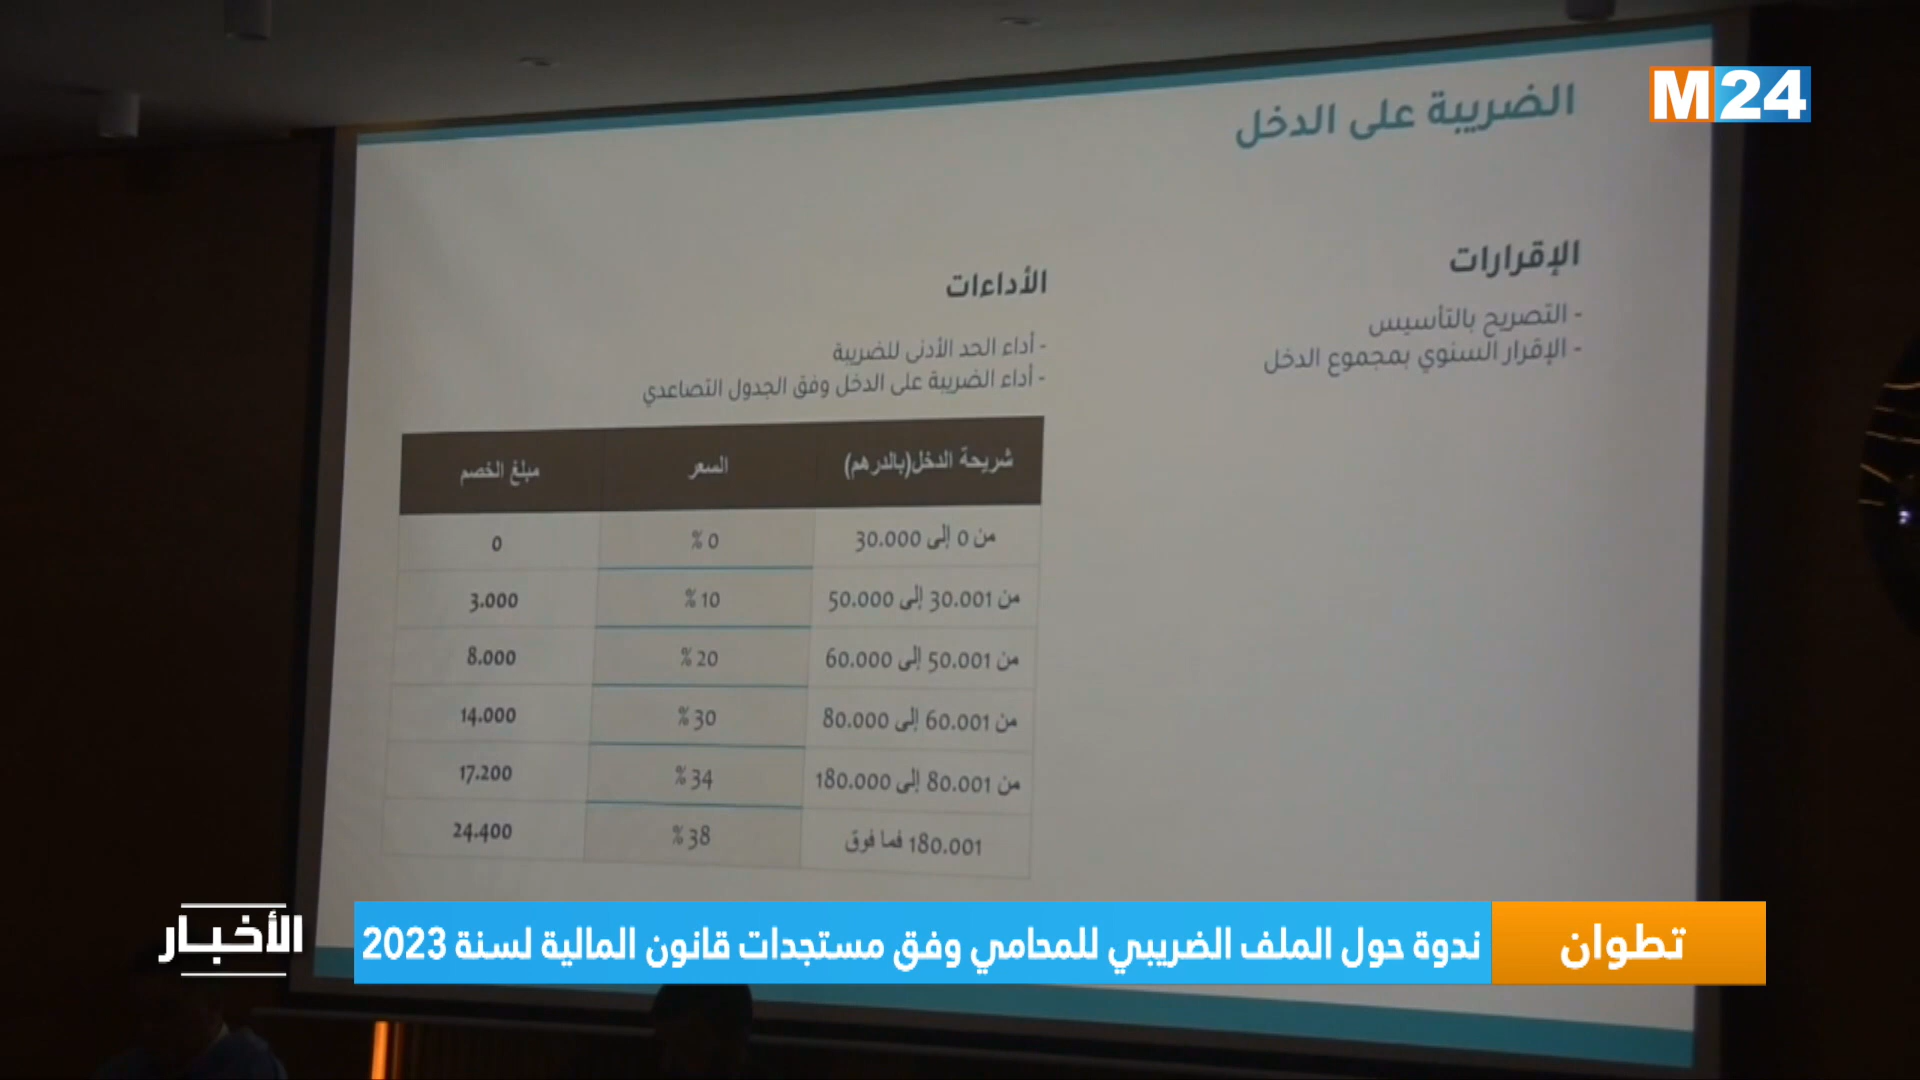 M24
الضريبة على الدخل
الإقرارات
- التصريح بالتأسيس
- الإقرار السنوي بمجموع الدخل
الأداءات
- أداء الحد الأدنى للضريبة
- أداء الضريبة على الدخل وفق الجدول التصاعدي
شريحة الدخل(بالدرهم) السعر مبلغ الخصم
من 0 إلى 30.000 0 % 0
من 30.001 إلى 50.000 10 % 3.000
من 50.001 إلى 60.000 20 % 8.000
من 60.001 إلى 80.000 30 % 14.000
من 80.001 إلى 180.000 34 % 17.200
180.001 فما فوق 38 % 24.400
تطوان
ندوة حول الملف الضريبي للمحامي وفق مستجدات قانون المالية لسنة 2023
الأخبار